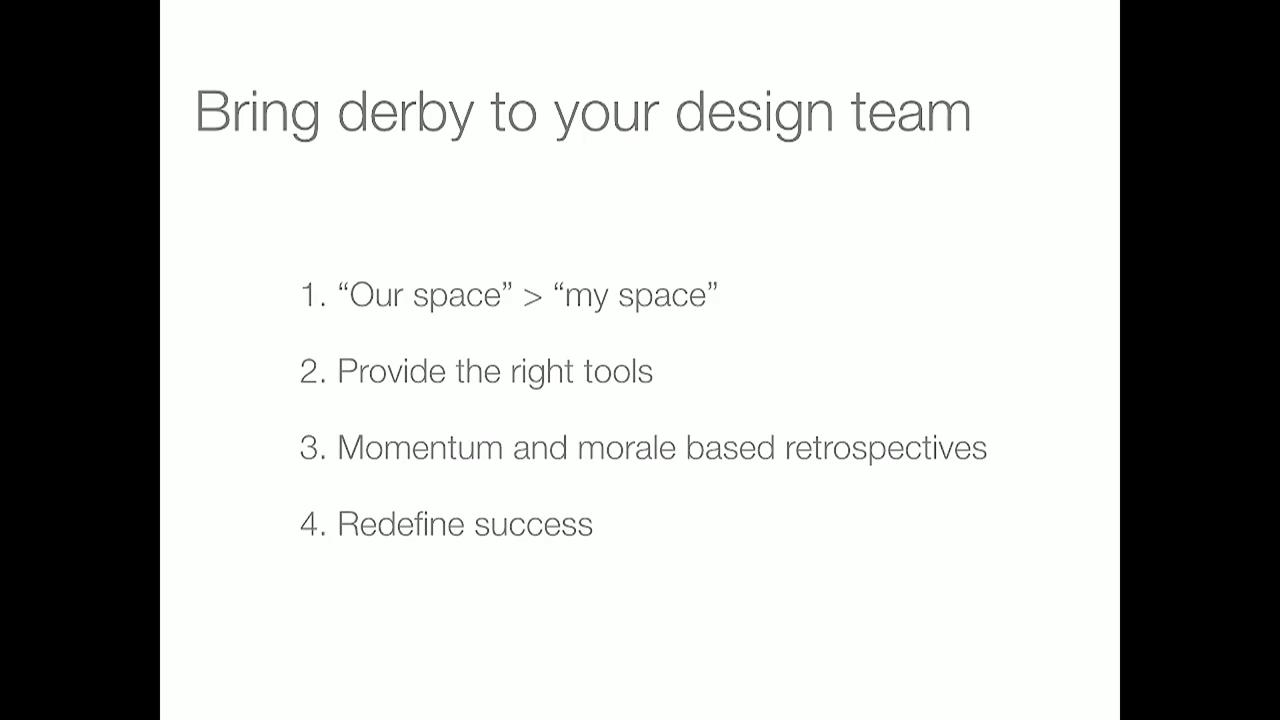 Bring derby to your design team
1. “Our space” > “my space”
2. Provide the right tools
3. Momentum and morale based retrospectives
4. Redefine success